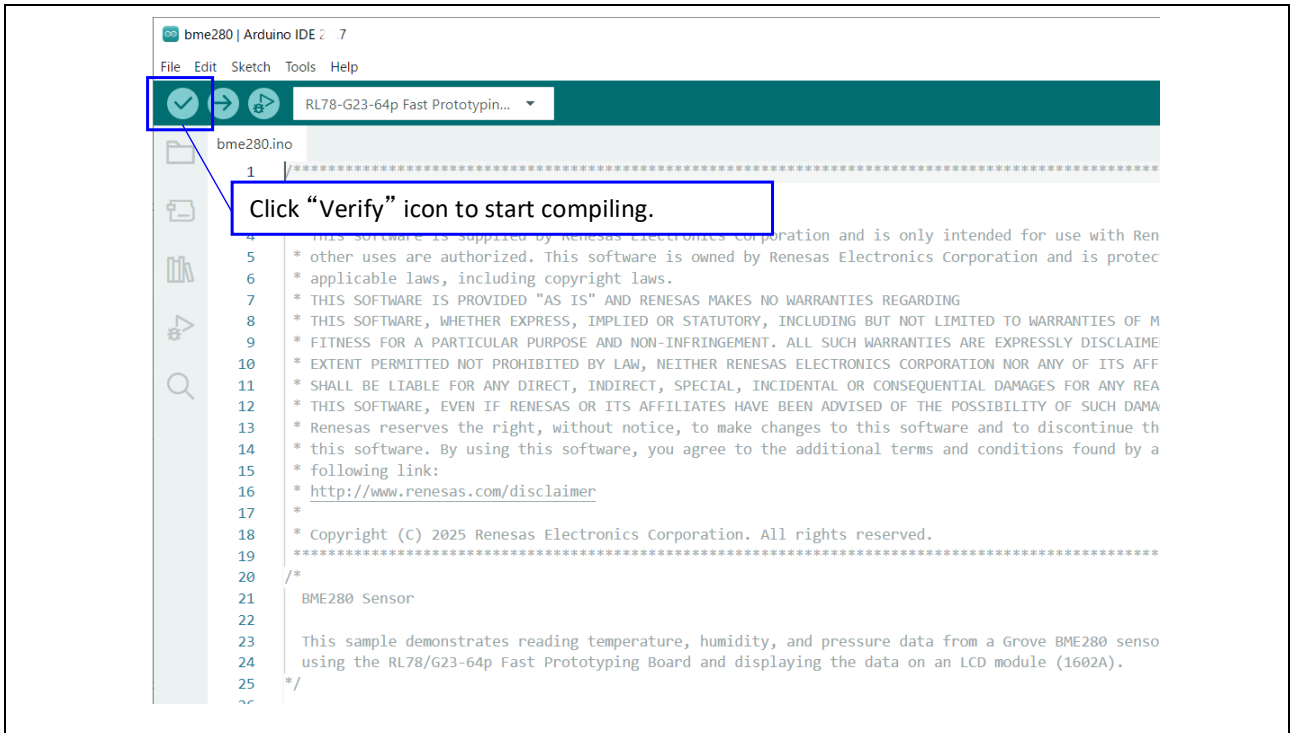 bme280 | Arduino IDE 2 .7
File Edit Sketch Tools Help
RL78-G23-64p Fast Prototypin...
bme280.ino
1 /***************************************************************************************************
Click “Verify” icon to start compiling.
4 * This software is supplied by Renesas Electronics Corporation and is only intended for use with Ren
5 * other uses are authorized. This software is owned by Renesas Electronics Corporation and is protec
6 * applicable laws, including copyright laws.
7 * THIS SOFTWARE IS PROVIDED "AS IS" AND RENESAS MAKES NO WARRANTIES REGARDING
8 * THIS SOFTWARE, WHETHER EXPRESS, IMPLIED OR STATUTORY, INCLUDING BUT NOT LIMITED TO WARRANTIES OF M
9 * FITNESS FOR A PARTICULAR PURPOSE AND NON-INFRINGEMENT. ALL SUCH WARRANTIES ARE EXPRESSLY DISCLAIME
10 * EXTENT PERMITTED NOT PROHIBITED BY LAW, NEITHER RENESAS ELECTRONICS CORPORATION NOR ANY OF ITS AFF
11 * SHALL BE LIABLE FOR ANY DIRECT, INDIRECT, SPECIAL, INCIDENTAL OR CONSEQUENTIAL DAMAGES FOR ANY REA
12 * THIS SOFTWARE, EVEN IF RENESAS OR ITS AFFILIATES HAVE BEEN ADVISED OF THE POSSIBILITY OF SUCH DAMA
13 * Renesas reserves the right, without notice, to make changes to this software and to discontinue th
14 * this software. By using this software, you agree to the additional terms and conditions found by a
15 * following link:
16 * http://www.renesas.com/disclaimer
17 *
18 * Copyright (C) 2025 Renesas Electronics Corporation. All rights reserved.
19 ***************************************************************************************************
20 /*
21 BME280 Sensor
22
23 This sample demonstrates reading temperature, humidity, and pressure data from a Grove BME280 senso
24 using the RL78/G23-64p Fast Prototyping Board and displaying the data on an LCD module (1602A).
25 */